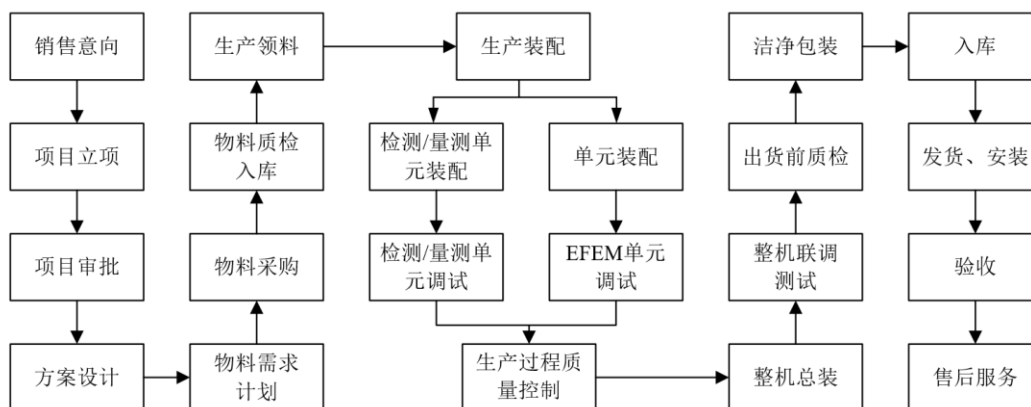 销售意向
项目立项
项目审批
方案设计
物料需求
计划
物料采购
物料质检
入库
生产领料
生产装配
检测/量测单
元装配
检测/量测单
元调试
单元装配
EFEM单元
调试
生产过程质
量控制
整机总装
整机联调
测试
出货前质检
洁净包装
入库
发货、安装
验收
售后服务